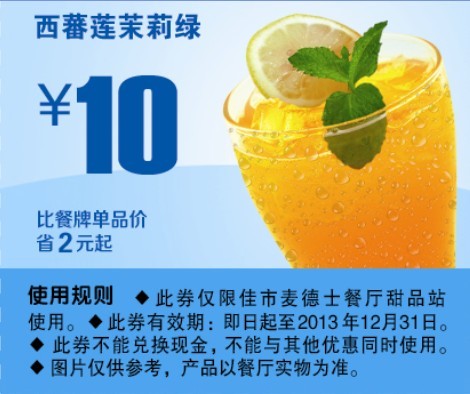 西蕃莲茉莉绿
¥10
比餐牌单品价
省2元起
使用规则 ◆此券仅限佳市麦德士餐厅甜品站
使用。◆此券有效期:即日起至2013年12月31日。
◆ 此券不能兑换现金,不能与其他优惠同时使用。
◆ 图片仅供参考,产品以餐厅实物为准。